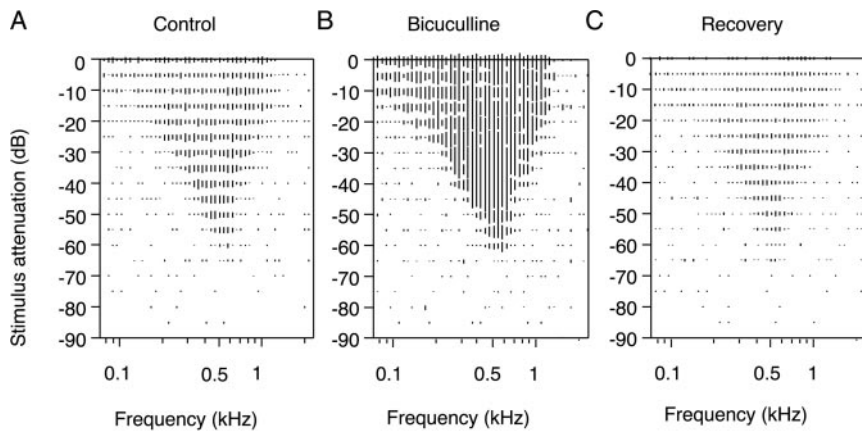 A Control
B Bicuculline
C Recovery
Stimulus attenuation (dB)
0 0 0
-10 -10 -10
-20 -20 -20
-30 -30 -30
-40 -40 -40
-50 -50 -50
-60 -60 -60
-70 -70 -70
-80 -80 -80
-90 -90 -90
0.1 0.5 1 0.1 0.5 1 0.1 0.5 1
Frequency (kHz) Frequency (kHz) Frequency (kHz)